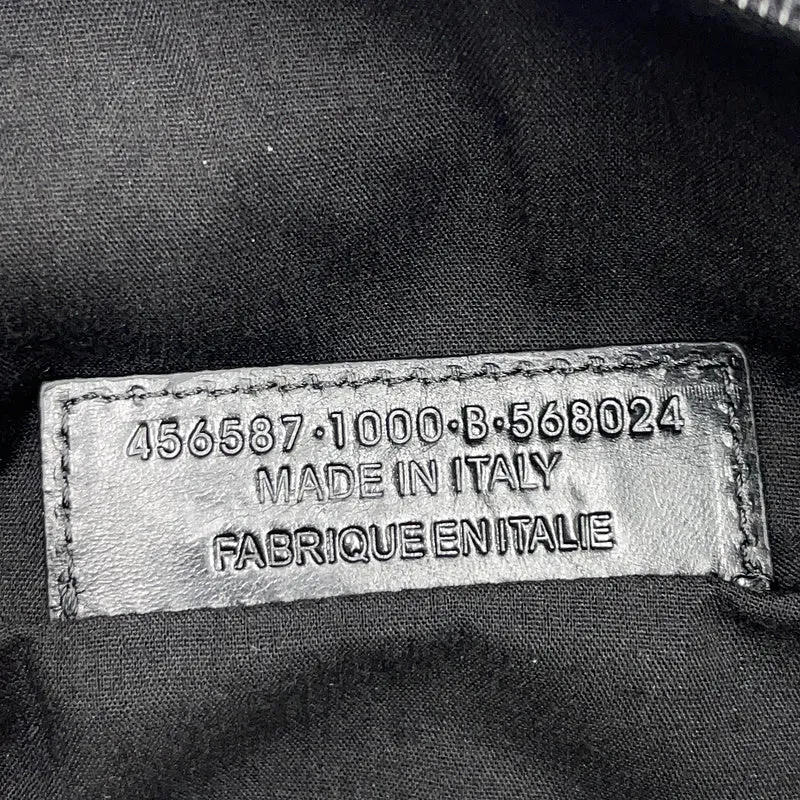 456587·1000·B·568024
MADE IN ITALY
FABRIQUE EN ITALIE